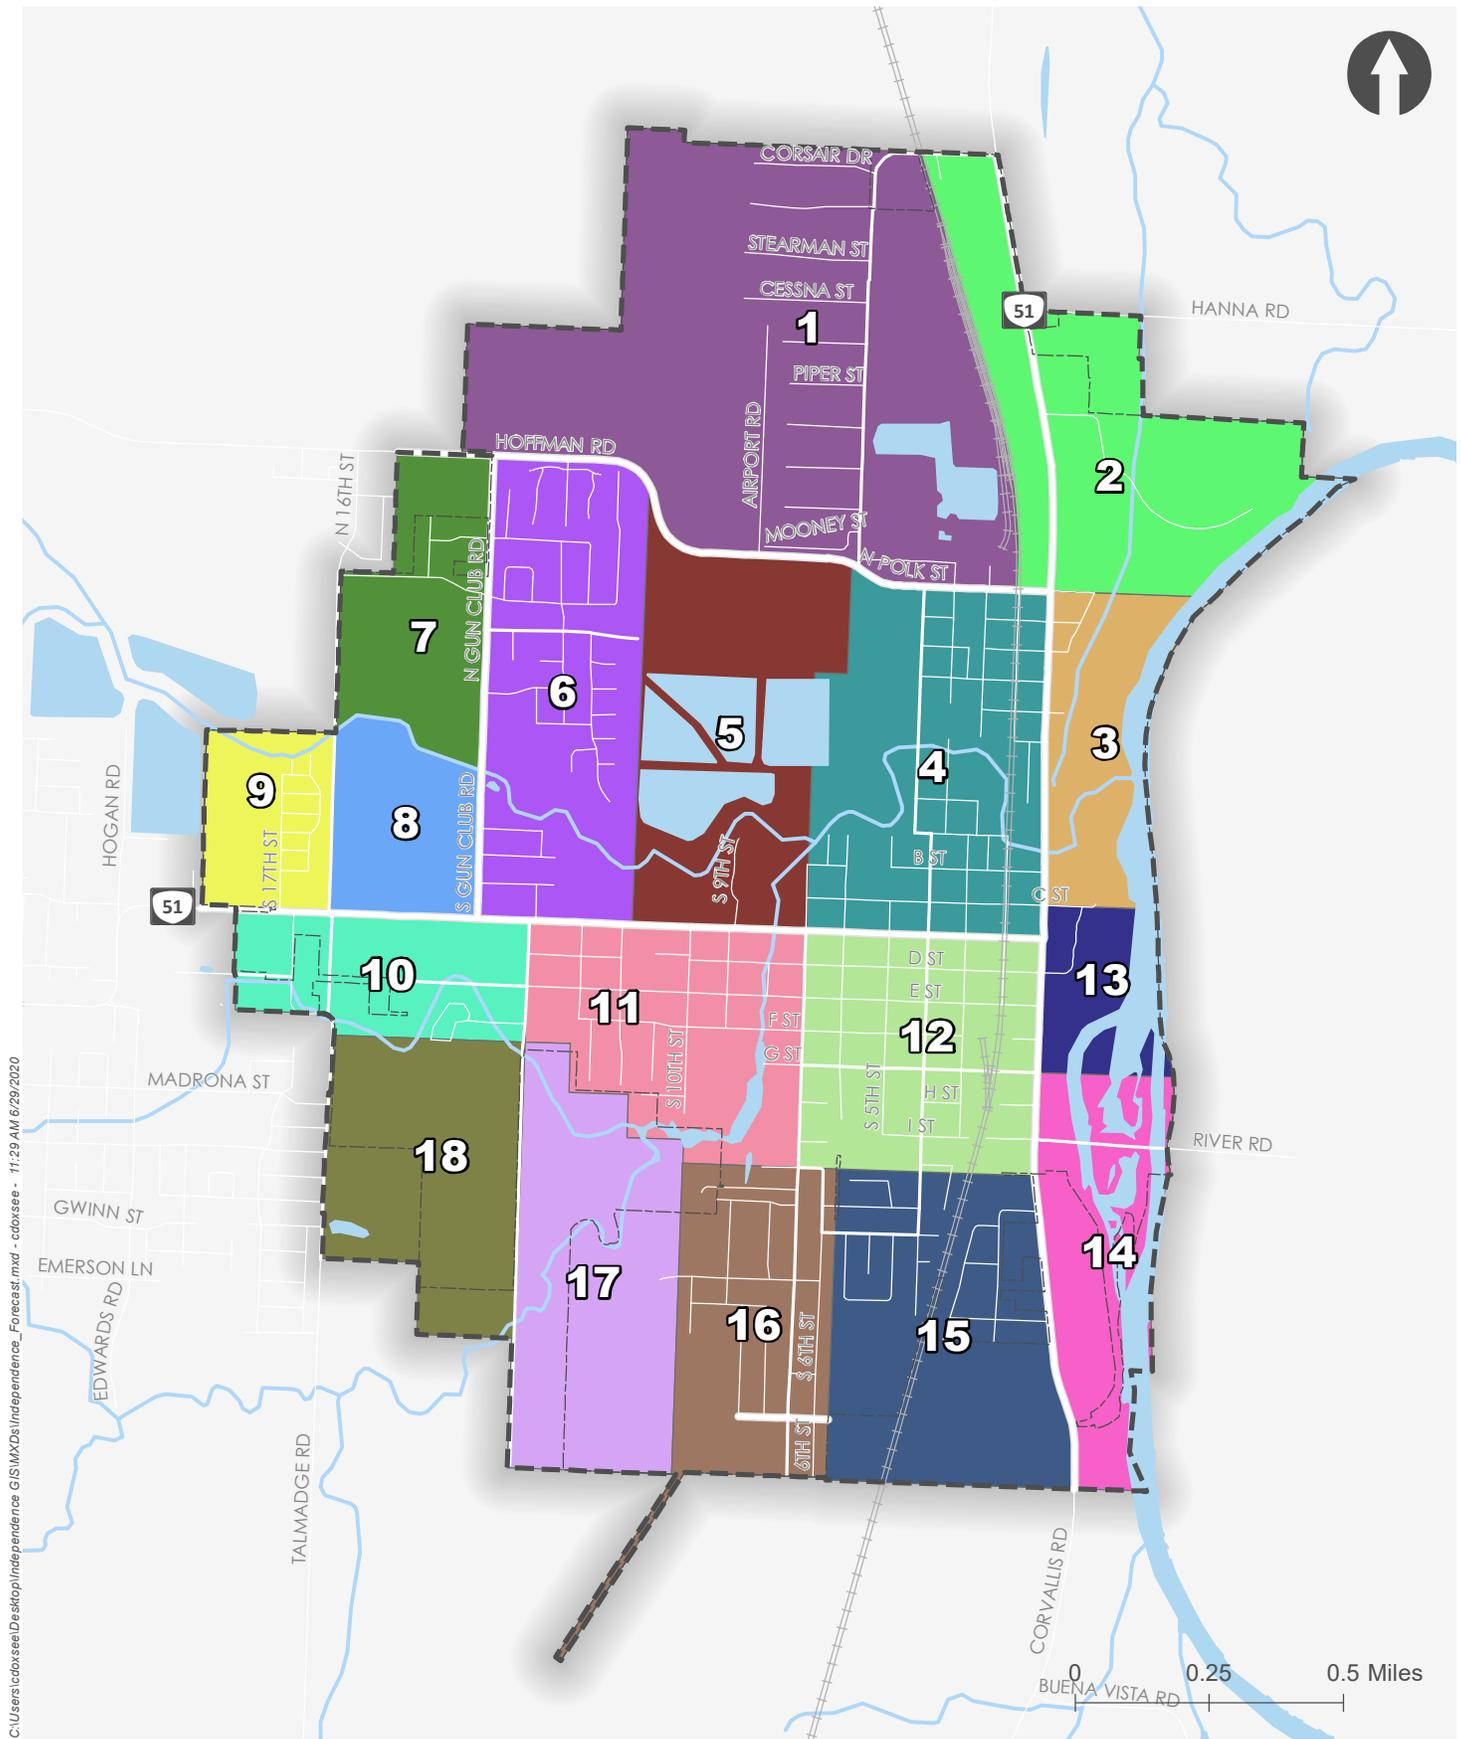 CORSAIR DR
STEARMAN ST
CESSNA ST
51
HANNA RD
1
PIPER ST
AIRPORT RD
HOFFMAN RD
N 16TH ST
2
MOONEY ST
N POLK ST
N GUN CLUB RD
7
6
5
3
4
9
8
HOGAN RD
S 17TH ST
S GUN CLUB RD
S 9TH ST
B ST
C ST
51
10
11
D ST
E ST
13
F ST
12
G ST
S 10TH ST
S 5TH ST
H ST
I ST
MADRONA ST
RIVER RD
18
GWINN ST
14
EMERSON LN
17
EDWARDS RD
16
S 6TH ST
15
6TH ST
TALMADGE RD
CORVALLIS RD
0 0.25 0.5 Miles
BUENA VISTA RD
C:\Users\cdoxsee\Desktop\Independence GIS\MXDs\Independence_Forecast.mxd - cdoxsee - 11:29 AM 6/29/2020